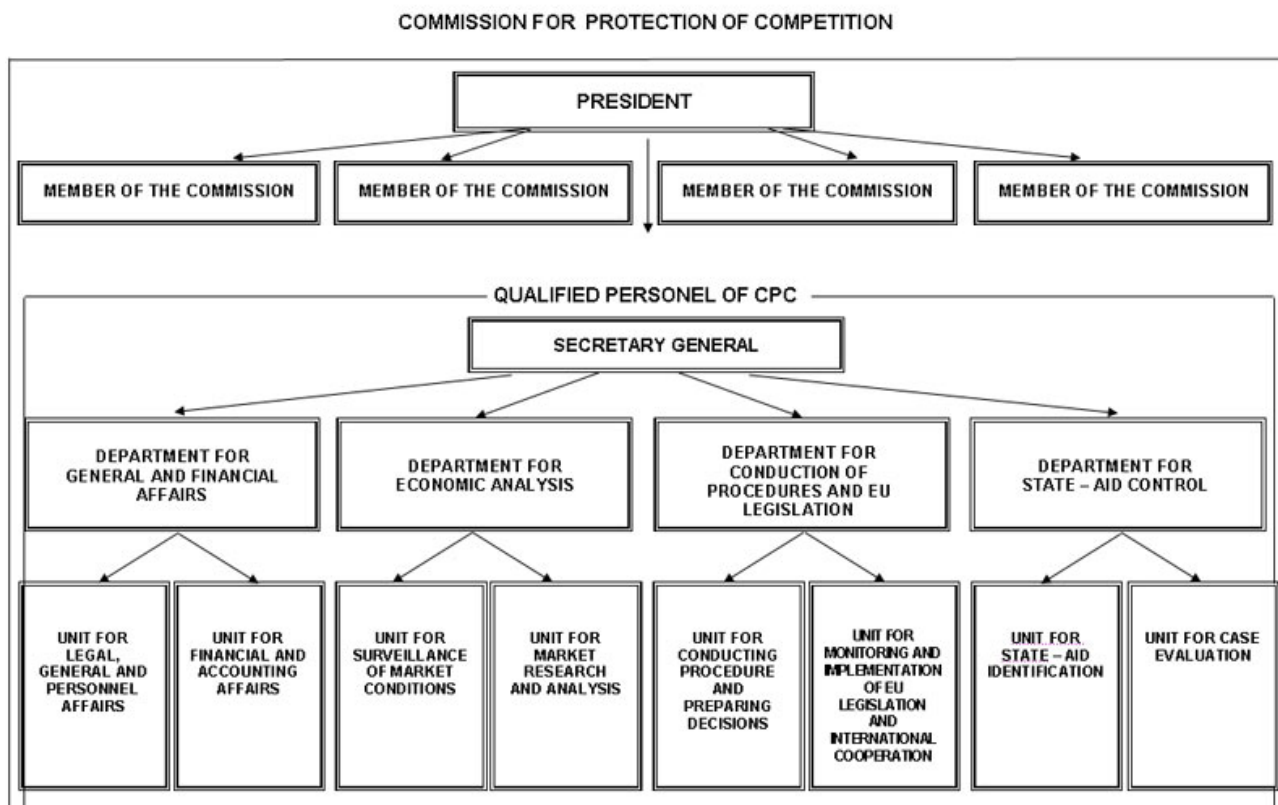 COMMISSION FOR PROTECTION OF COMPETITION
PRESIDENT
MEMBER OF THE COMMISSION
MEMBER OF THE COMMISSION
MEMBER OF THE COMMISSION
MEMBER OF THE COMMISSION
QUALIFIED PERSONEL OF CPC
SECRETARY GENERAL
DEPARTMENT FOR
GENERAL AND FINANCIAL
AFFAIRS
DEPARTMENT FOR
ECONOMIC ANALYSIS
DEPARTMENT FOR
CONDUCTION OF
PROCEDURES AND EU
LEGISLATION
DEPARTMENT FOR
STATE – AID CONTROL
UNIT FOR
LEGAL,
GENERAL AND
PERSONNEL
AFFAIRS
UNIT FOR
FINANCIAL AND
ACCOUNTING
AFFAIRS
UNIT FOR
SURVEILLANCE
OF MARKET
CONDITIONS
UNIT FOR
MARKET
RESEARCH
AND ANALYSIS
UNIT FOR
CONDUCTING
PROCEDURE
AND
PREPARING
DECISIONS
UNIT FOR
MONITORING AND
IMPLEMENTATION
OF EU
LEGISLATION
AND
INTERNATIONAL
COOPERATION
UNIT FOR
STATE – AID
IDENTIFICATION
UNIT FOR CASE
EVALUATION